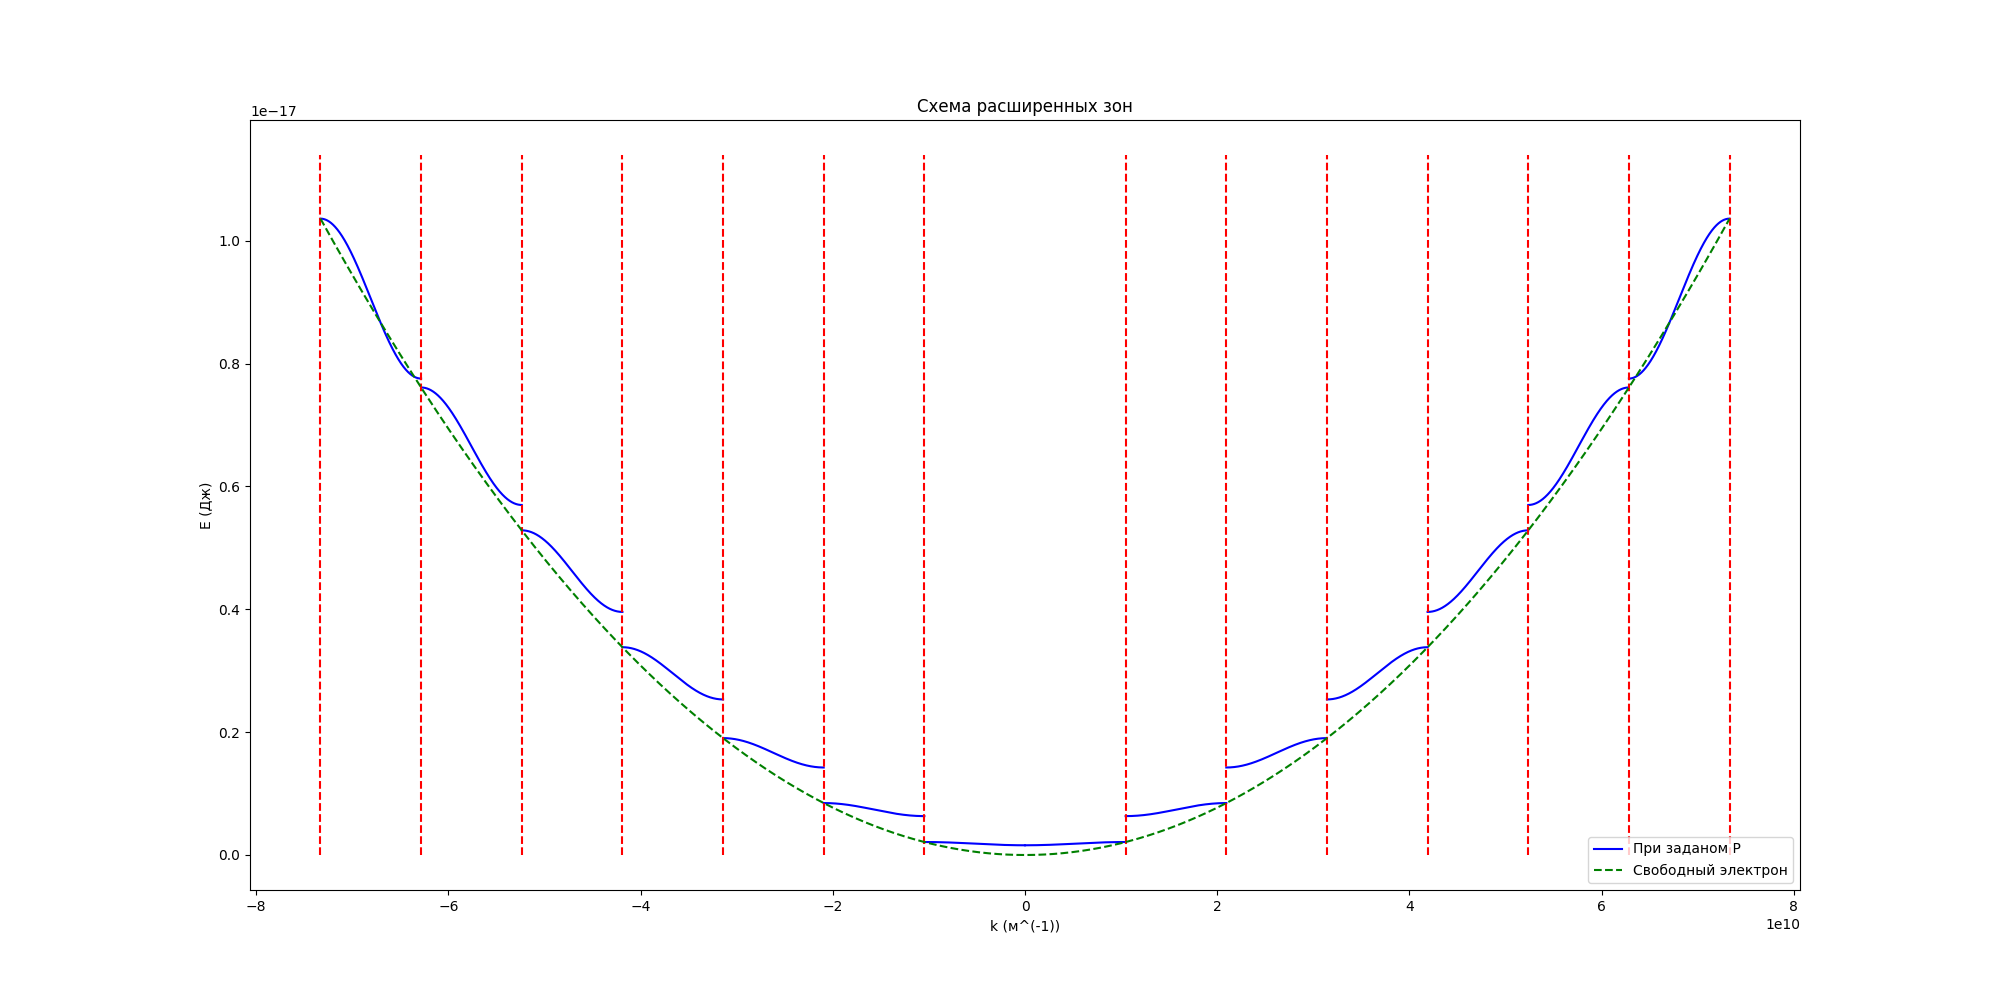 Схема расширенных зон
1e−17
1.0
0.8
0.6
0.4
0.2
0.0
E (Дж)
−8 −6 −4 −2 0 2 4 6 8
1e10
k (м^(-1))
При заданом P
Свободный электрон